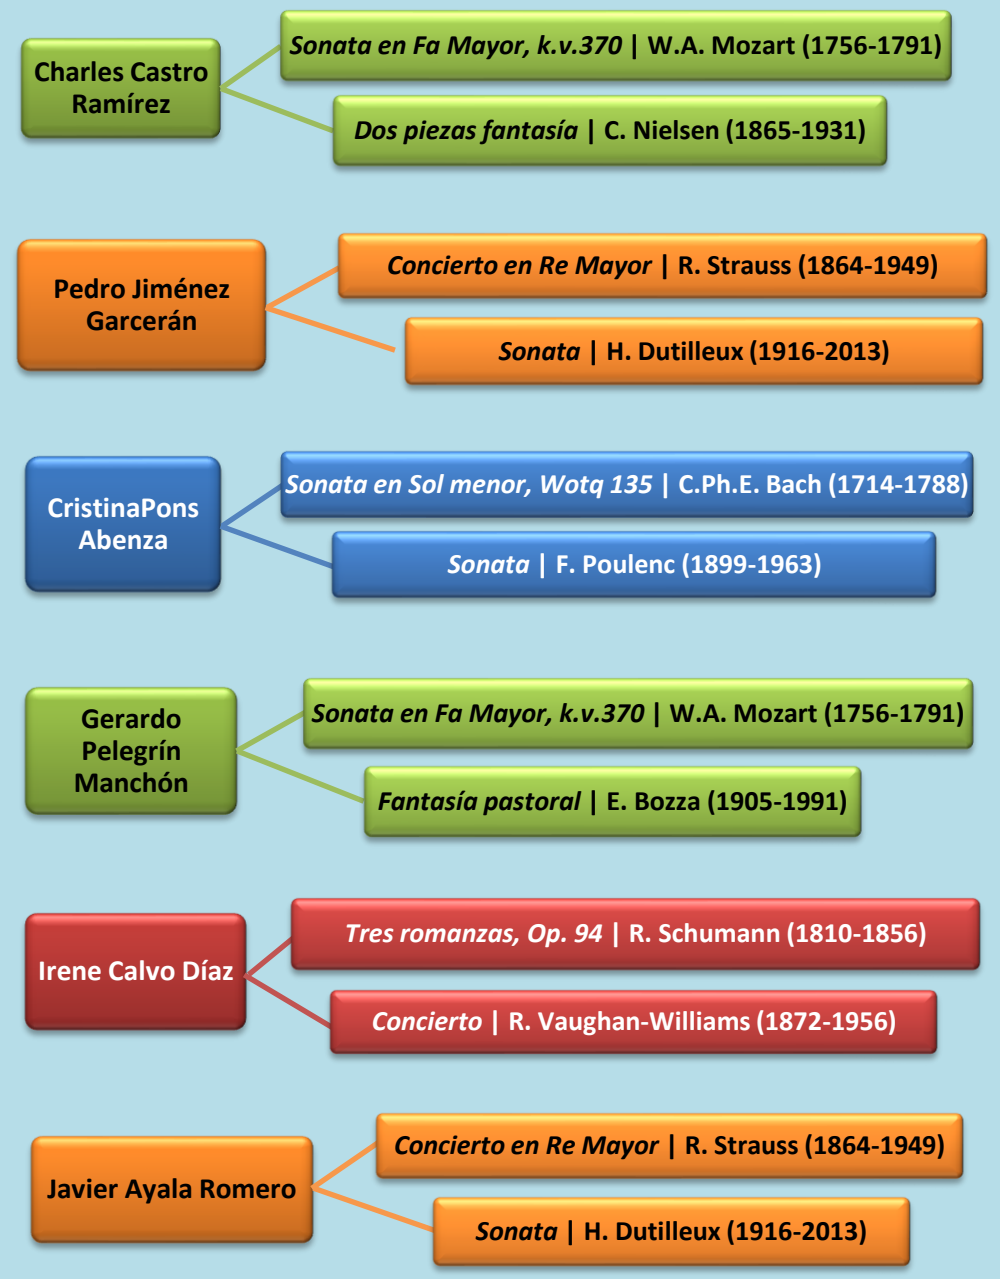 Charles Castro
Ramírez
Sonata en Fa Mayor, k.v.370 | W.A. Mozart (1756-1791)
Dos piezas fantasía | C. Nielsen (1865-1931)
Pedro Jiménez
Garcerán
Concierto en Re Mayor | R. Strauss (1864-1949)
Sonata | H. Dutilleux (1916-2013)
CristinaPons
Abenza
Sonata en Sol menor, Wotq 135 | C.Ph.E. Bach (1714-1788)
Sonata | F. Poulenc (1899-1963)
Gerardo
Pelegrín
Manchón
Sonata en Fa Mayor, k.v.370 | W.A. Mozart (1756-1791)
Fantasía pastoral | E. Bozza (1905-1991)
Irene Calvo Díaz
Tres romanzas, Op. 94 | R. Schumann (1810-1856)
Concierto | R. Vaughan-Williams (1872-1956)
Javier Ayala Romero
Concierto en Re Mayor | R. Strauss (1864-1949)
Sonata | H. Dutilleux (1916-2013)